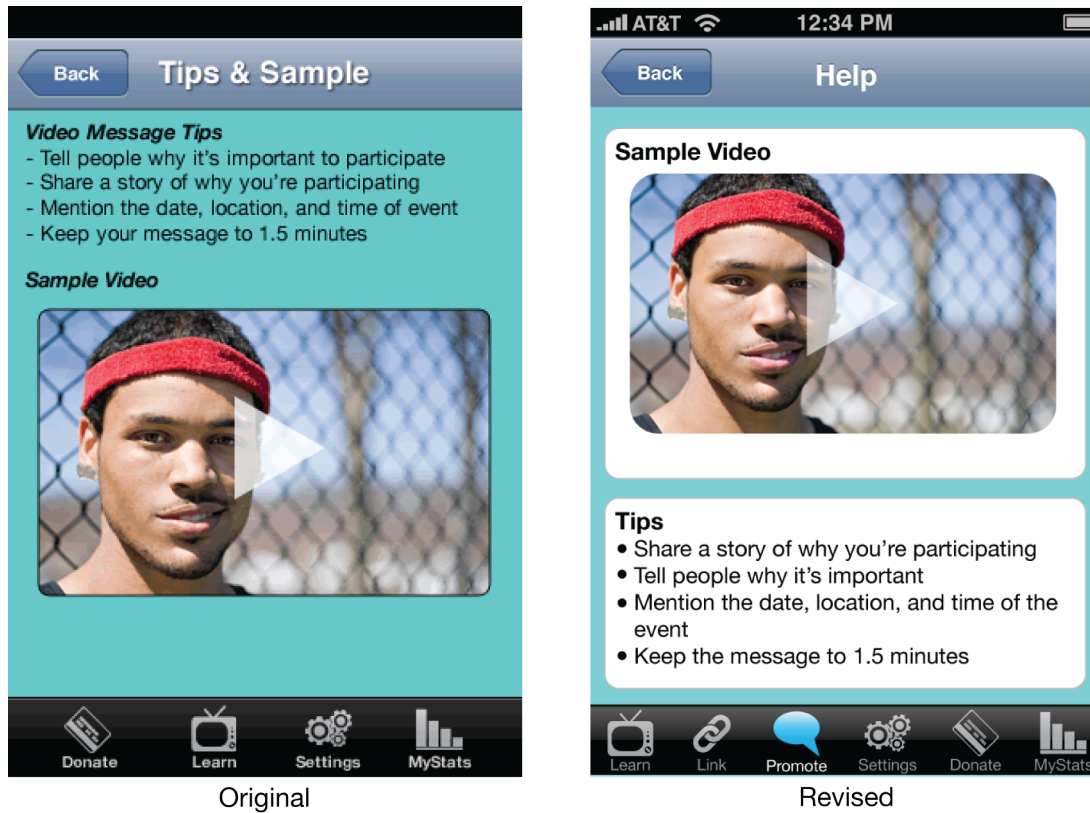 Back
Tips & Sample
Video Message Tips
- Tell people why it's important to participate
- Share a story of why you're participating
- Mention the date, location, and time of event
- Keep your message to 1.5 minutes
Sample Video
Donate
Learn
Settings
MyStats
Original
AT&T
12:34 PM
Back
Help
Sample Video
Tips
• Share a story of why you're participating
• Tell people why it's important
• Mention the date, location, and time of the
event
• Keep the message to 1.5 minutes
Learn
Link
Promote
Settings
Donate
MyStats
Revised